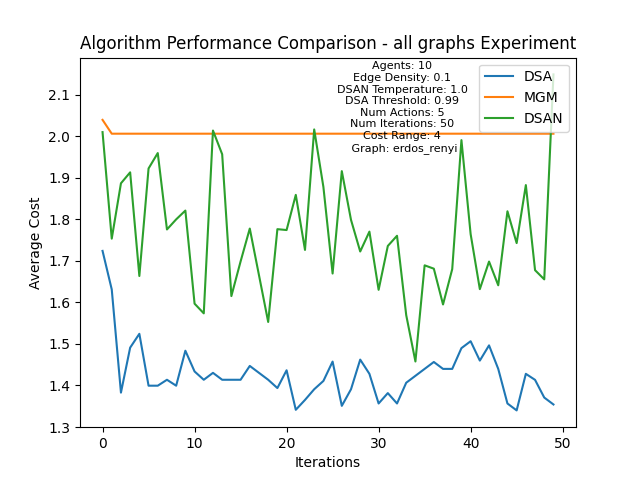 Algorithm Performance Comparison - all graphs Experiment
Agents: 10
Edge Density: 0.1
DSAN Temperature: 1.0
DSA Threshold: 0.99
Num Actions: 5
Num Iterations: 50
Cost Range: 4
Graph: erdos_renyi
DSA
MGM
DSAN
Average Cost
2.1
2.0
1.9
1.8
1.7
1.6
1.5
1.4
1.3
0 10 20 30 40 50
Iterations